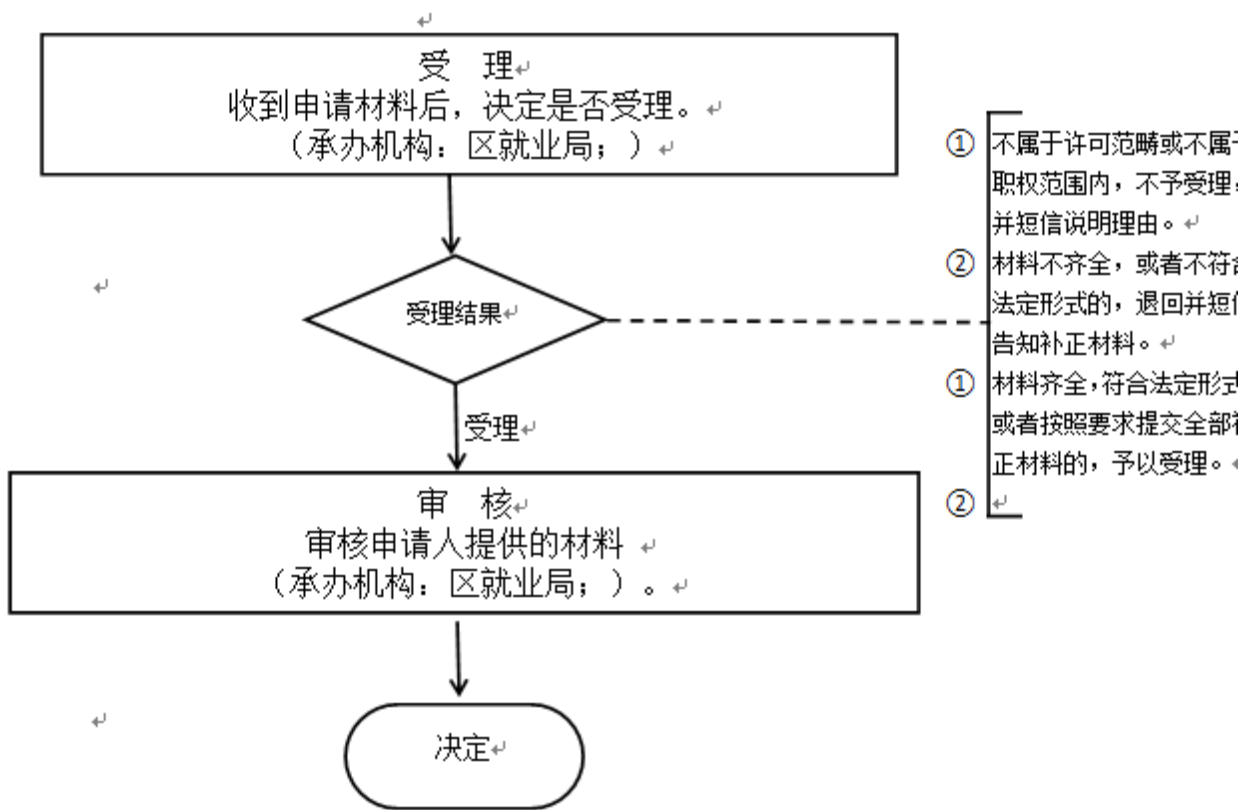 受 理
收到申请材料后，决定是否受理。
（承办机构：区就业局；）
受理结果
受理
审 核
审核申请人提供的材料
（承办机构：区就业局；）。
决定
① 不属于许可范畴或不属
职权范围内，不予受理，
并短信说明理由。
② 材料不齐全，或者不符
法定形式的，退回并短
告知补正材料。
① 材料齐全，符合法定形
或者按照要求提交全部
正材料的，予以受理。
②